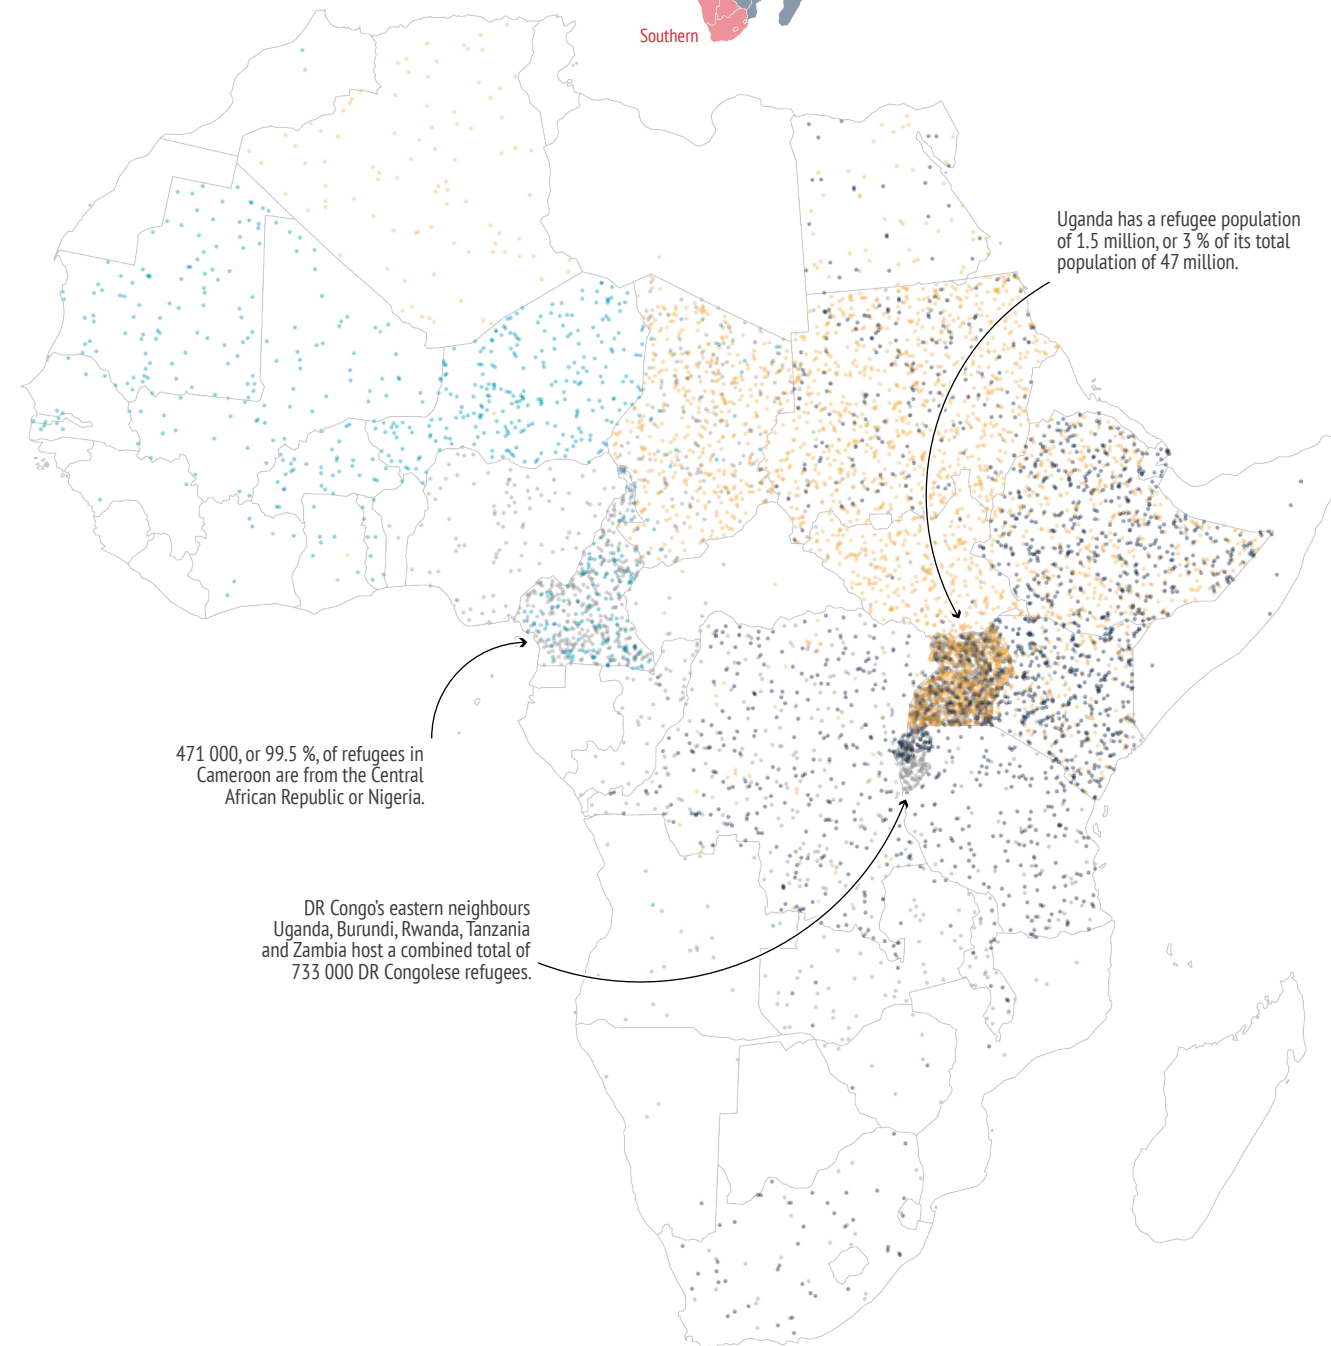 Southern
Uganda has a refugee population
of 1.5 million, or 3 % of its total
population of 47 million.
471 000, or 99.5 %, of refugees in
Cameroon are from the Central
African Republic or Nigeria.
DR Congo’s eastern neighbours
Uganda, Burundi, Rwanda, Tanzania
and Zambia host a combined total of
733 000 DR Congolese refugees.